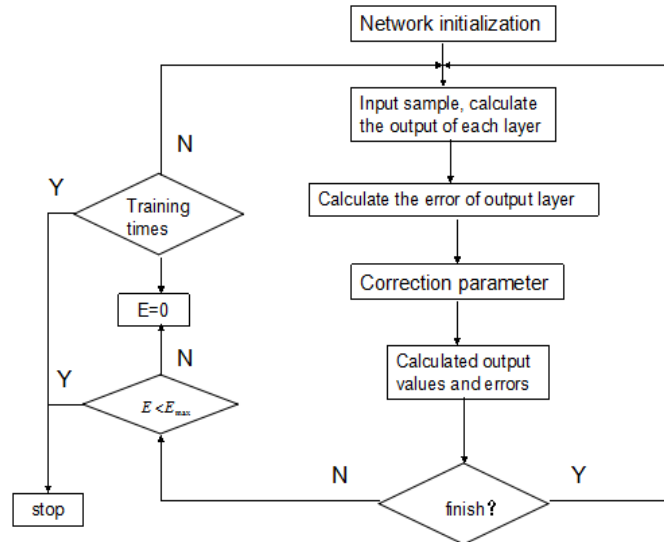 Network initialization
Input sample, calculate
the output of each layer
N
Y
Training
times
Calculate the error of output layer
Correction parameter
E=0
N
Calculated output
values and errors
Y
E<Emax
N
Y
stop
finish?